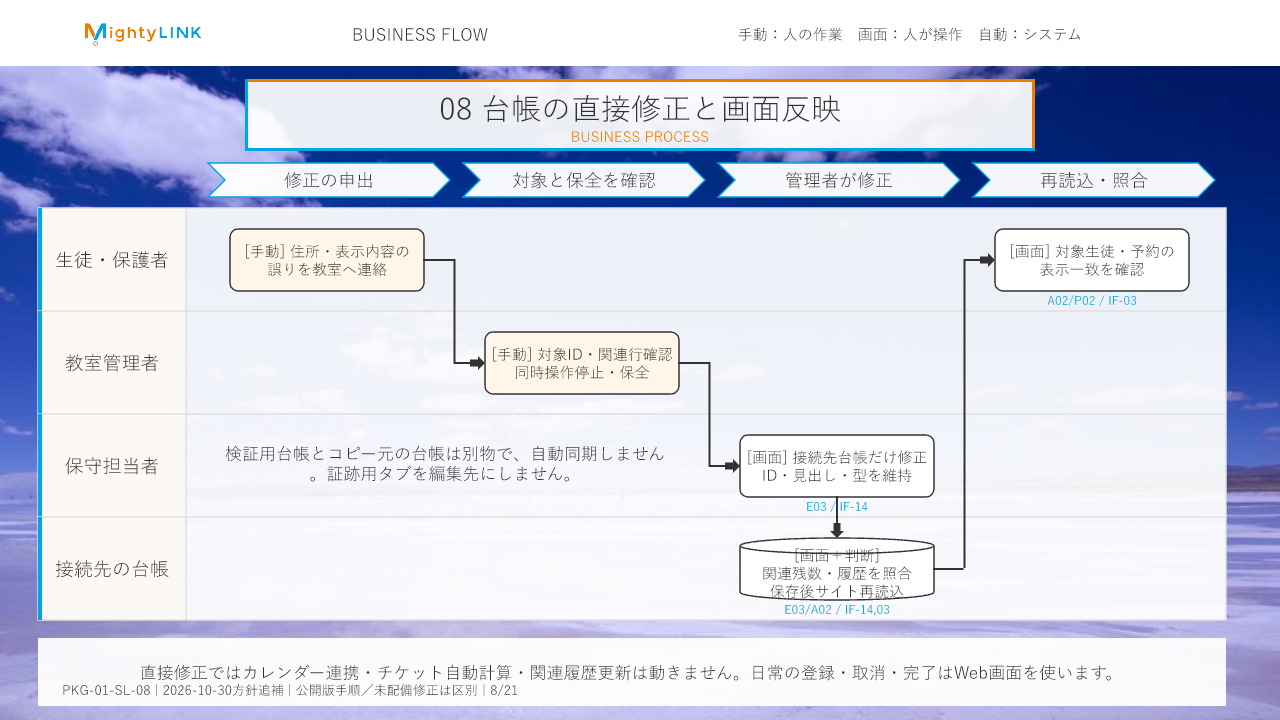 MightyLINK
BUSINESS FLOW
手動：人の作業　画面：人が操作　自動：システム
08 台帳の直接修正と画面反映
BUSINESS PROCESS
修正の申出
対象と保全を確認
管理者が修正
再読込・照合
生徒・保護者
[手動] 住所・表示内容の
誤りを教室へ連絡
[画面] 対象生徒・予約の
表示一致を確認
A02/P02 / IF-03
教室管理者
[手動] 対象ID・関連行確認
同時操作停止・保全
保守担当者
検証用台帳とコピー元の台帳は別物で、自動同期しません
。証跡用タブを編集先にしません。
[画面] 接続先台帳だけ修正
ID・見出し・型を維持
E03 / IF-14
接続先の台帳
[画面＋判断]
関連残数・履歴を照合
保存後サイト再読込
E03/A02 / IF-14,03
直接修正ではカレンダー連携・チケット自動計算・関連履歴更新は動きません。日常の登録・取消・完了はWeb画面を使います。
PKG-01-SL-08｜2026-10-30方針追補｜公開版手順／未配備修正は区別｜8/21